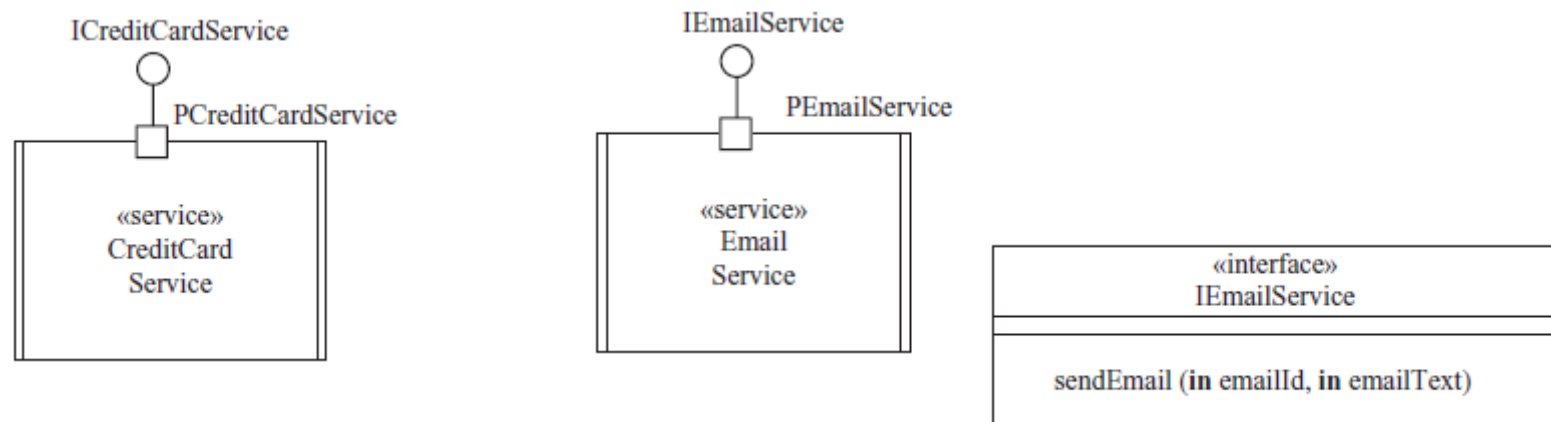 ICreditCardService
PCreditCardService
«service»
CreditCard
Service
IEmailService
PEmailService
«service»
Email
Service
«interface»
IEmailService
sendEmail (in emailId, in emailText)